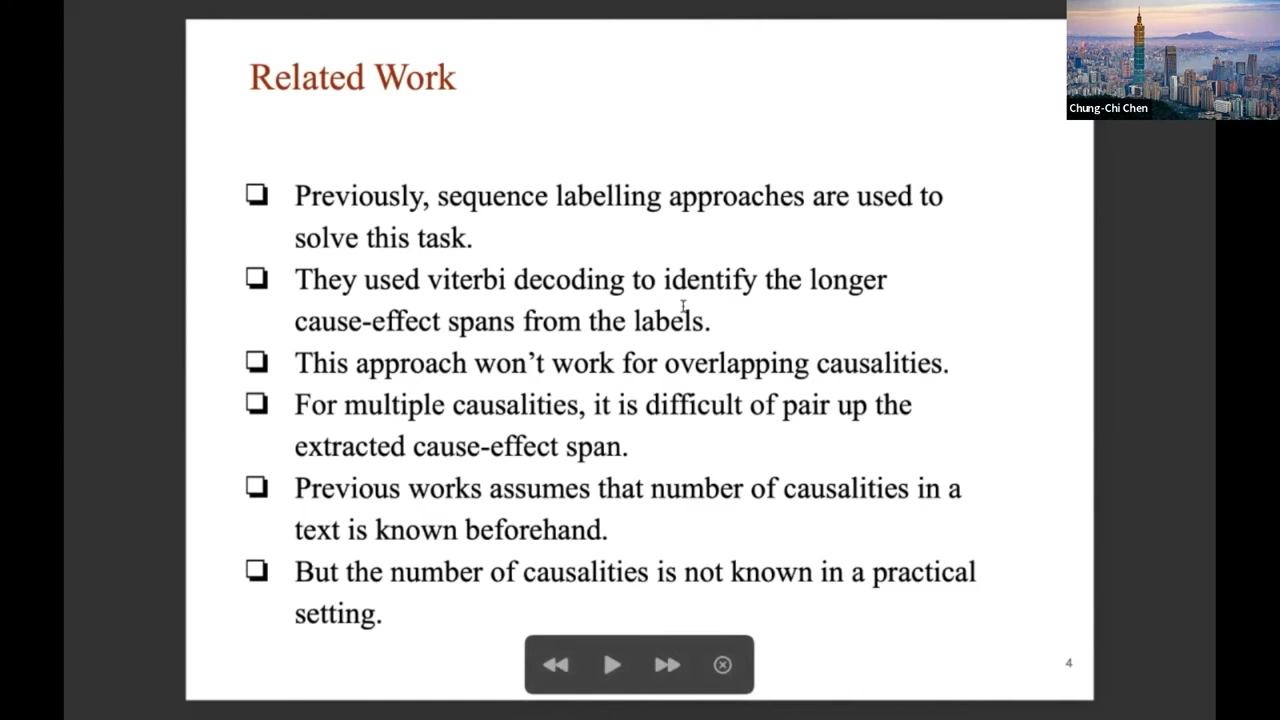 Related Work
Chung-Chi Chen
Previously, sequence labelling approaches are used to
solve this task.
They used viterbi decoding to identify the longer
cause-effect spans from the labels.
This approach won't work for overlapping causalities.
For multiple causalities, it is difficult of pair up the
extracted cause-effect span.
Previous works assumes that number of causalities in a
text is known beforehand.
But the number of causalities is not known in a practical
setting.
4